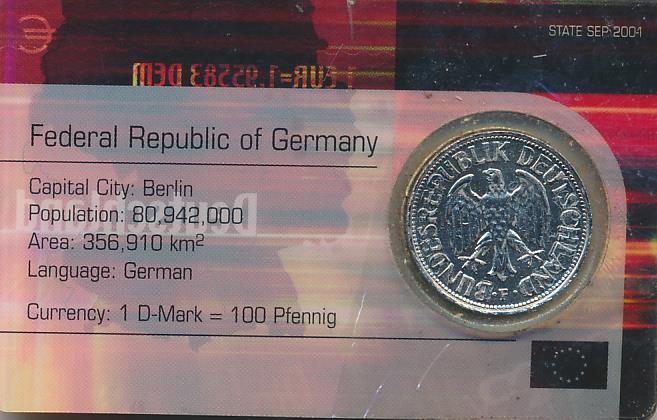 STATE SEP 2001
1 EUR=1,95583 DEM
Federal Republic of Germany
Capital City: Berlin
Population: 80,942,000
Deutschland
Area: 356,910 km²
Language: German
Currency: 1 D-Mark = 100 Pfennig
BUNDESREPUBLIK DEUTSCHLAND
F